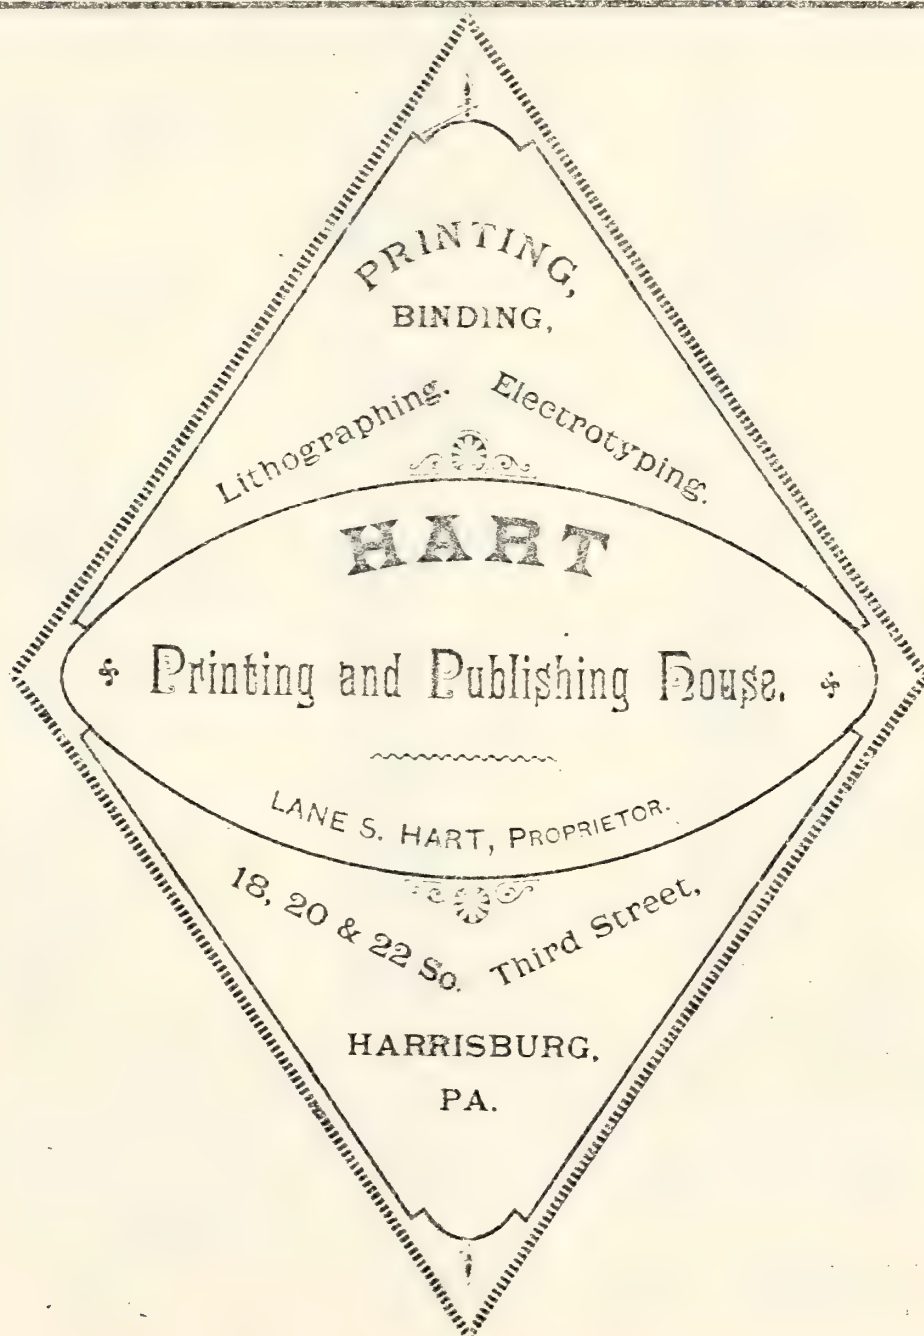 PRINTING,
BINDING,
Lithographing. Electrotyping.
HART
Printing and Publishing House.
LANE S. HART, PROPRIETOR.
18, 20 & 22 So. Third Street,
HARRISBURG,
PA.